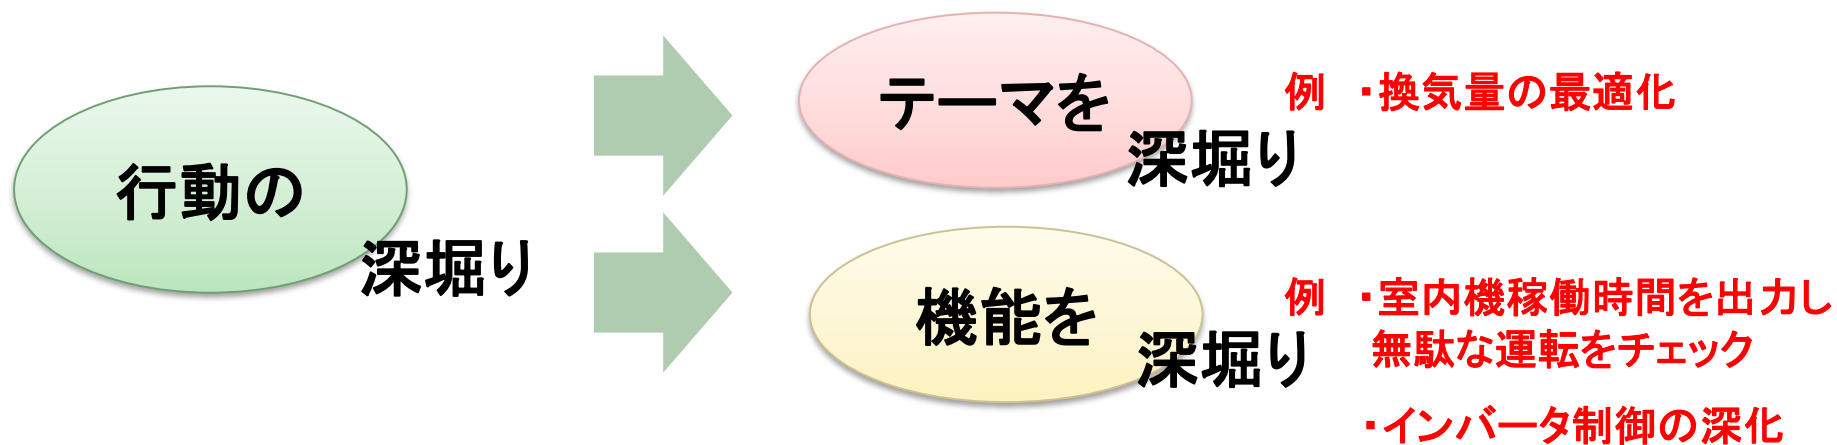 行動の
深堀り
テーマを
深堀り
例 ・換気量の最適化
機能を
深堀り
例 ・室内機稼働時間を出力し
無駄な運転をチェック
・インバータ制御の深化